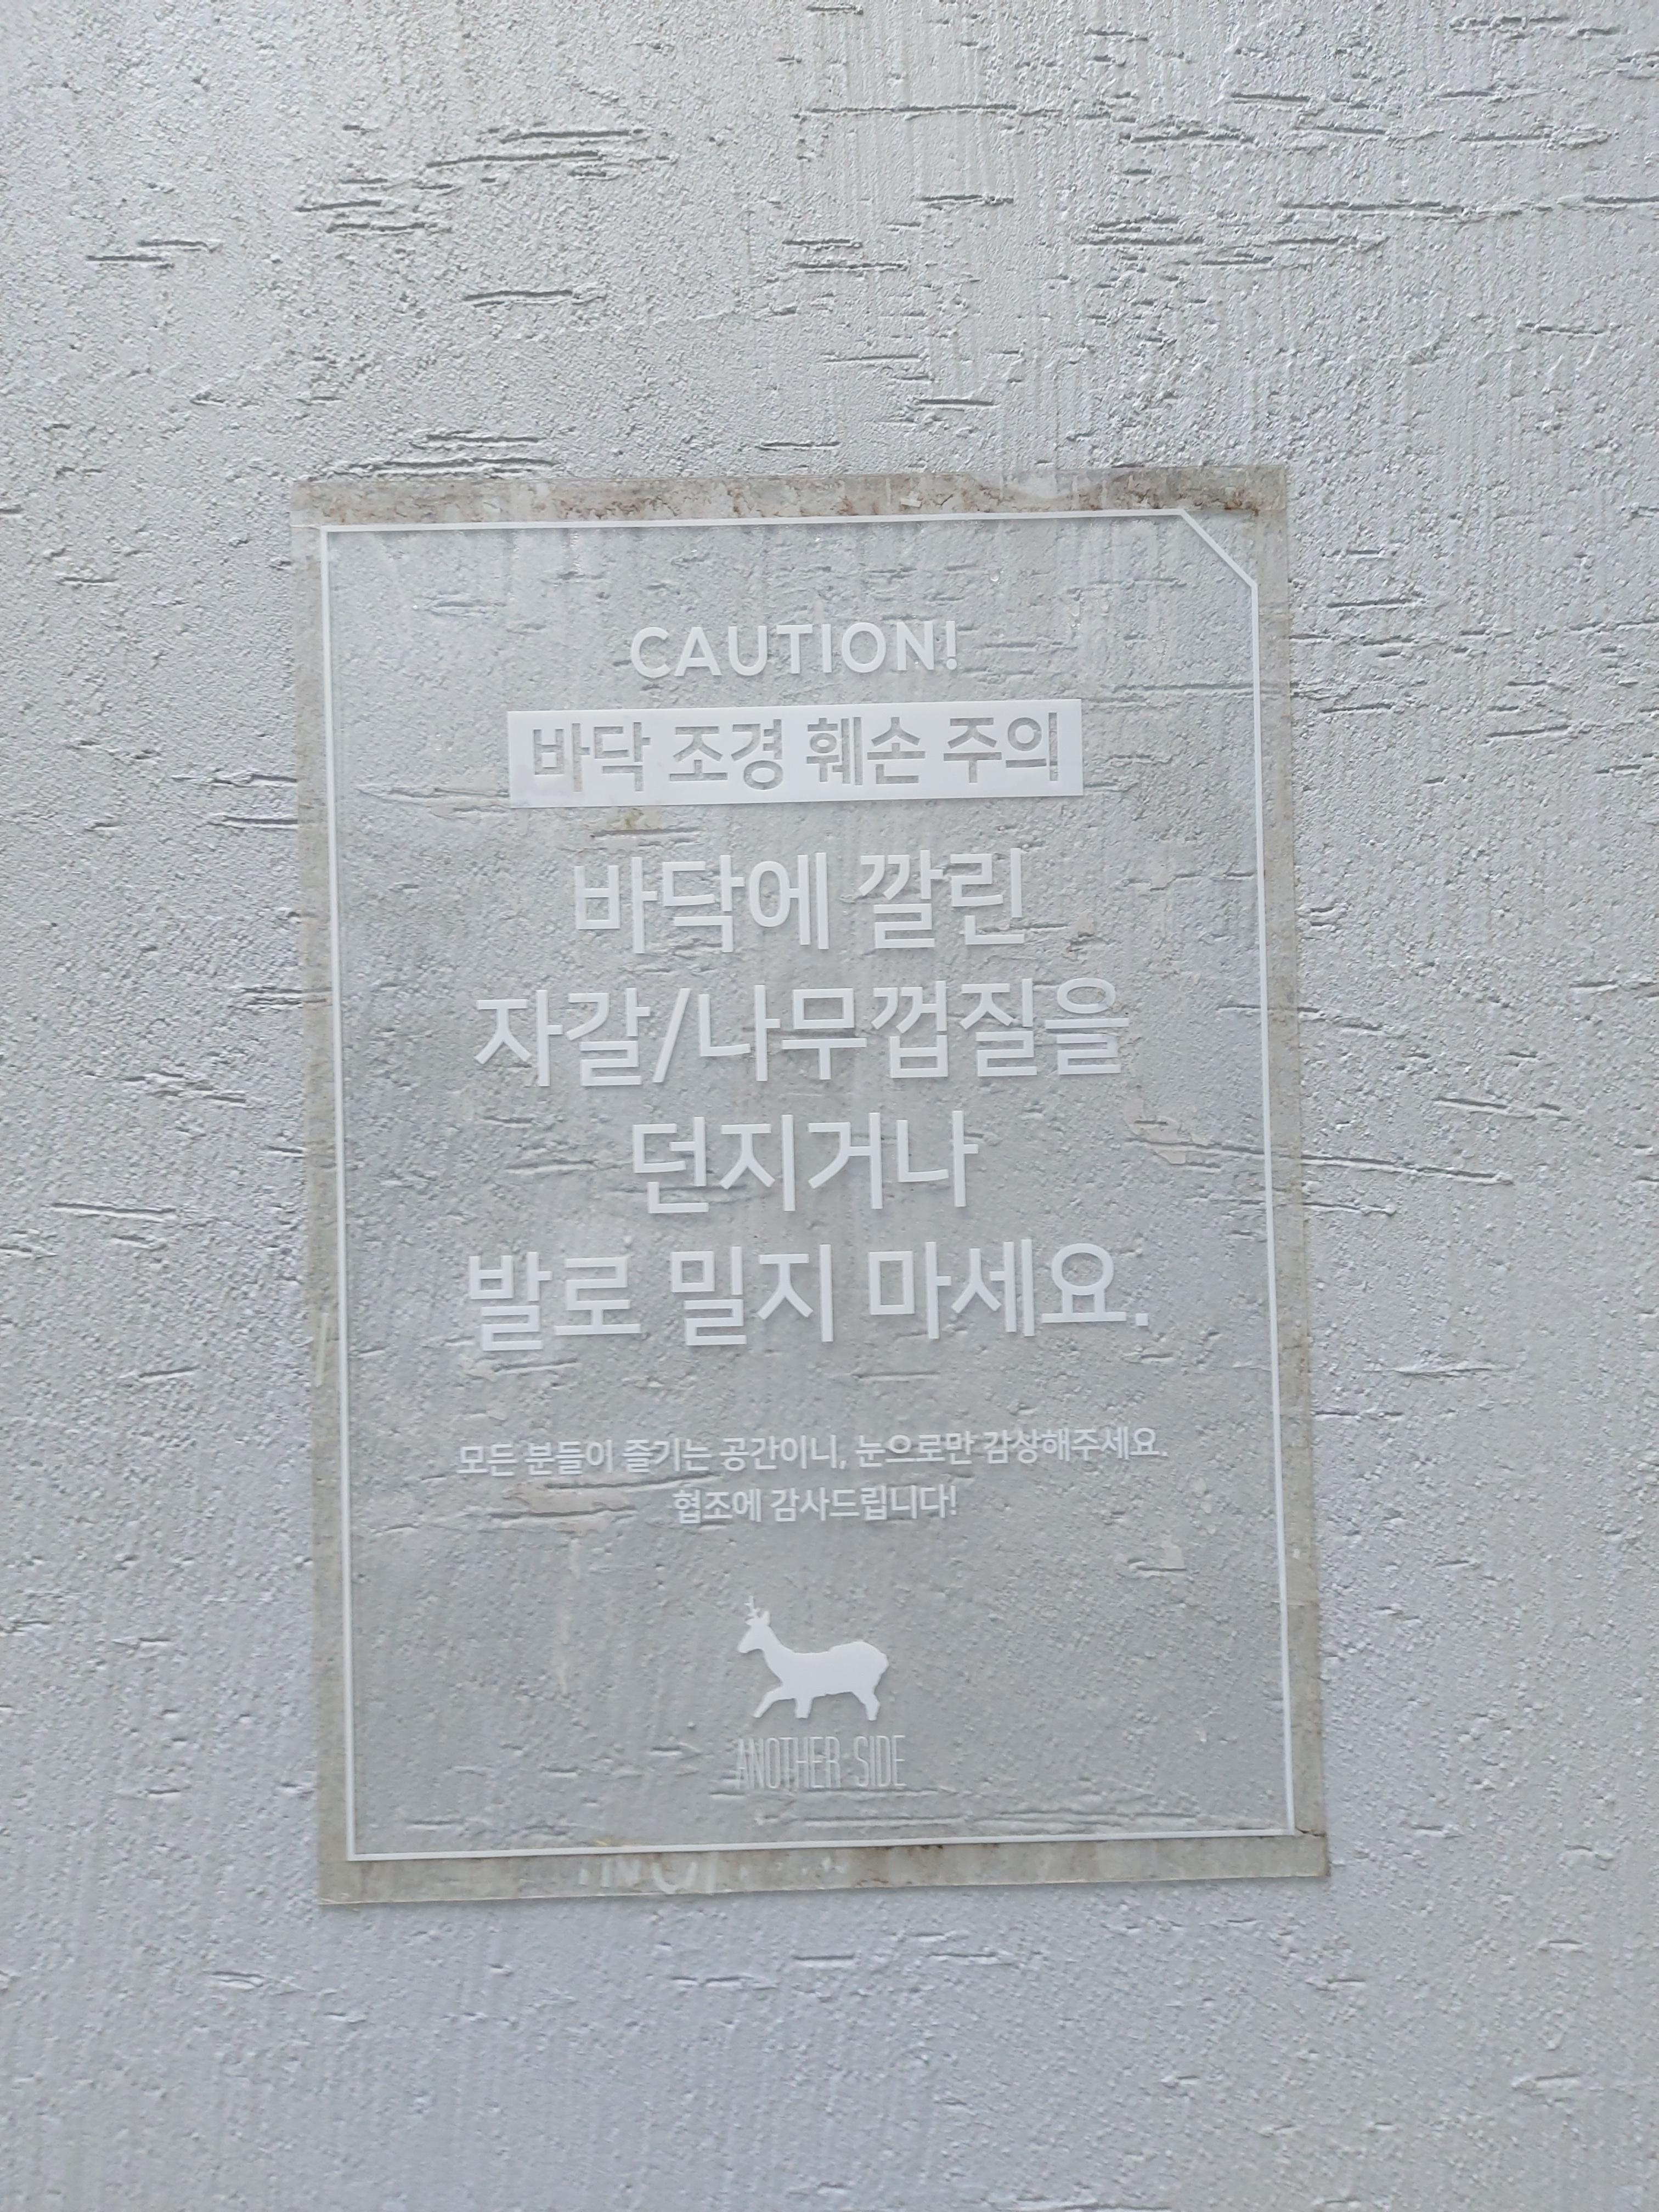 CAUTION!
바닥 조경 훼손 주의
바닥에 깔린
자갈/나무껍질을
던지거나
발로 밀지 마세요.
모든 분들이 즐기는 공간이니, 눈으로만 감상해주세요.
협조에 감사드립니다!
ANOTHER SIDE